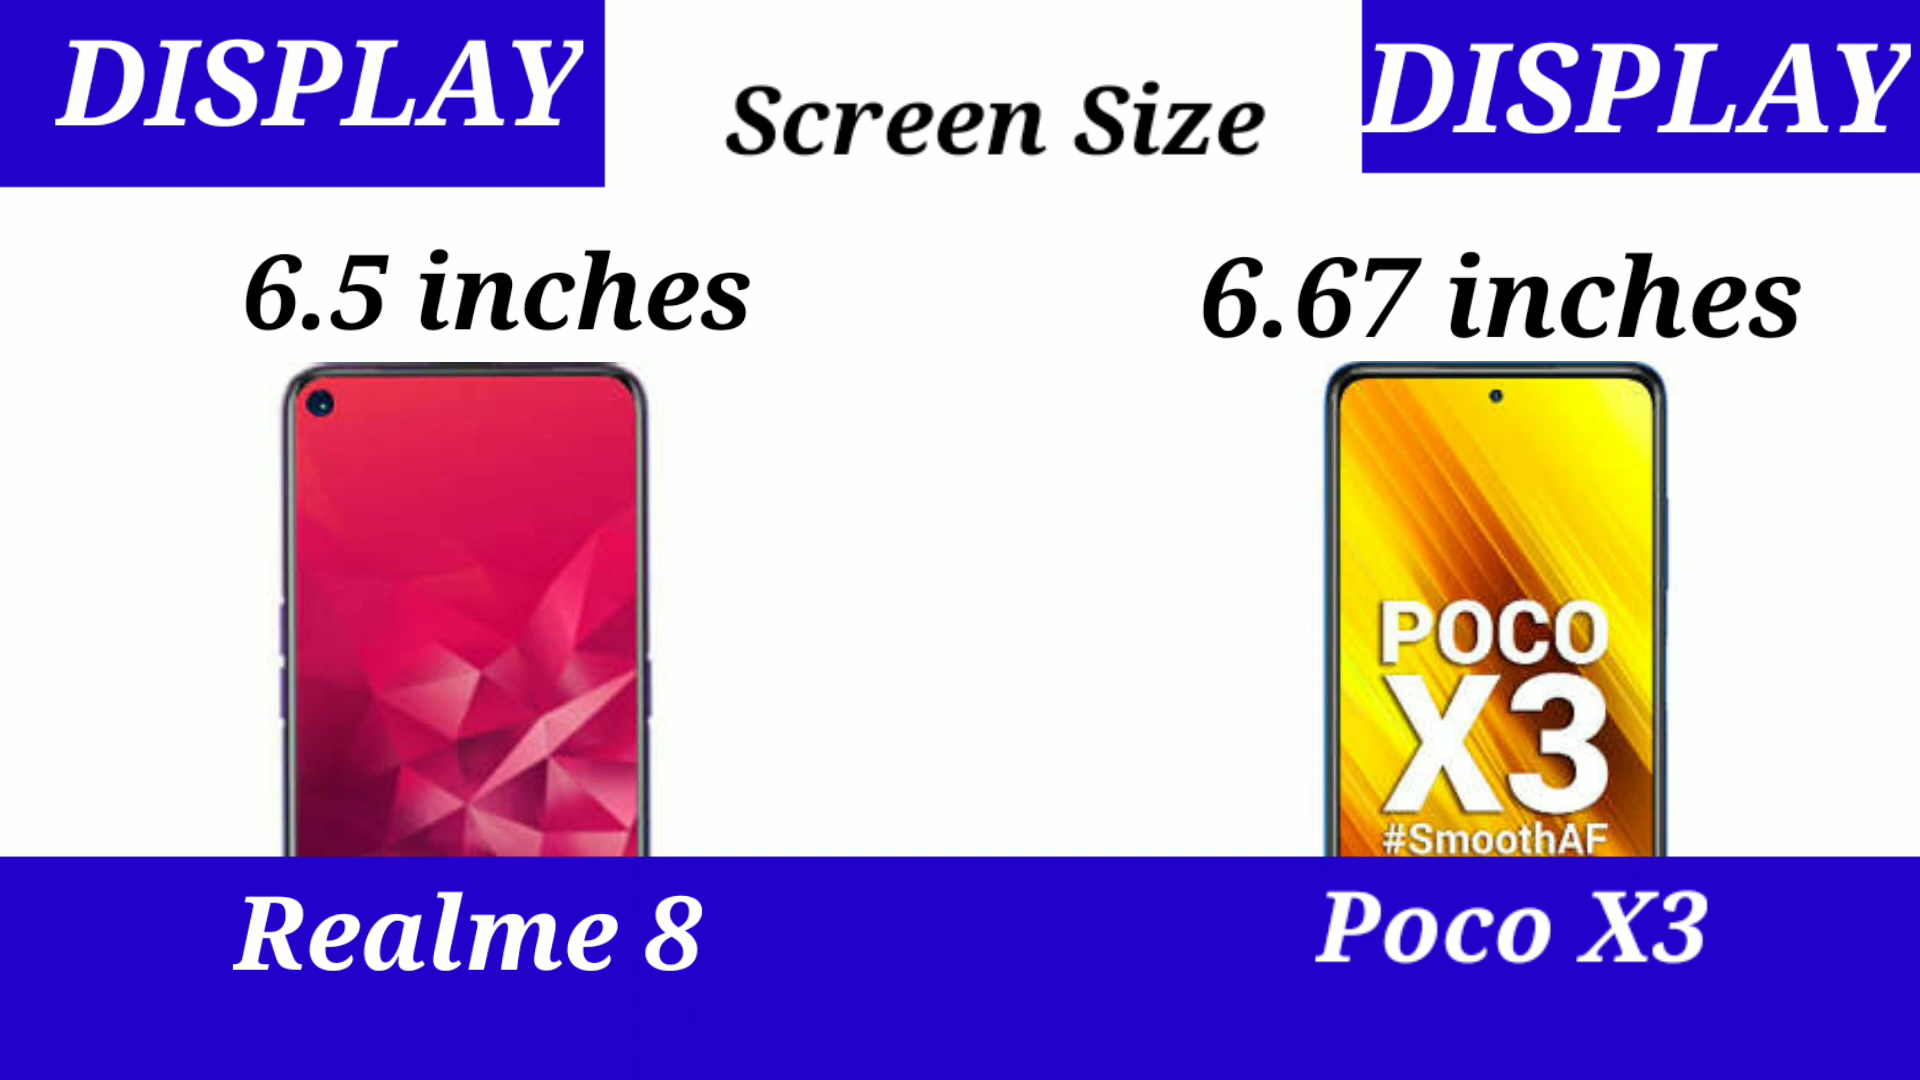 DISPLAY
Screen Size
DISPLAY
6.5 inches
6.67 inches
POCO
X3
#SmoothAF
Realme 8
Poco X3